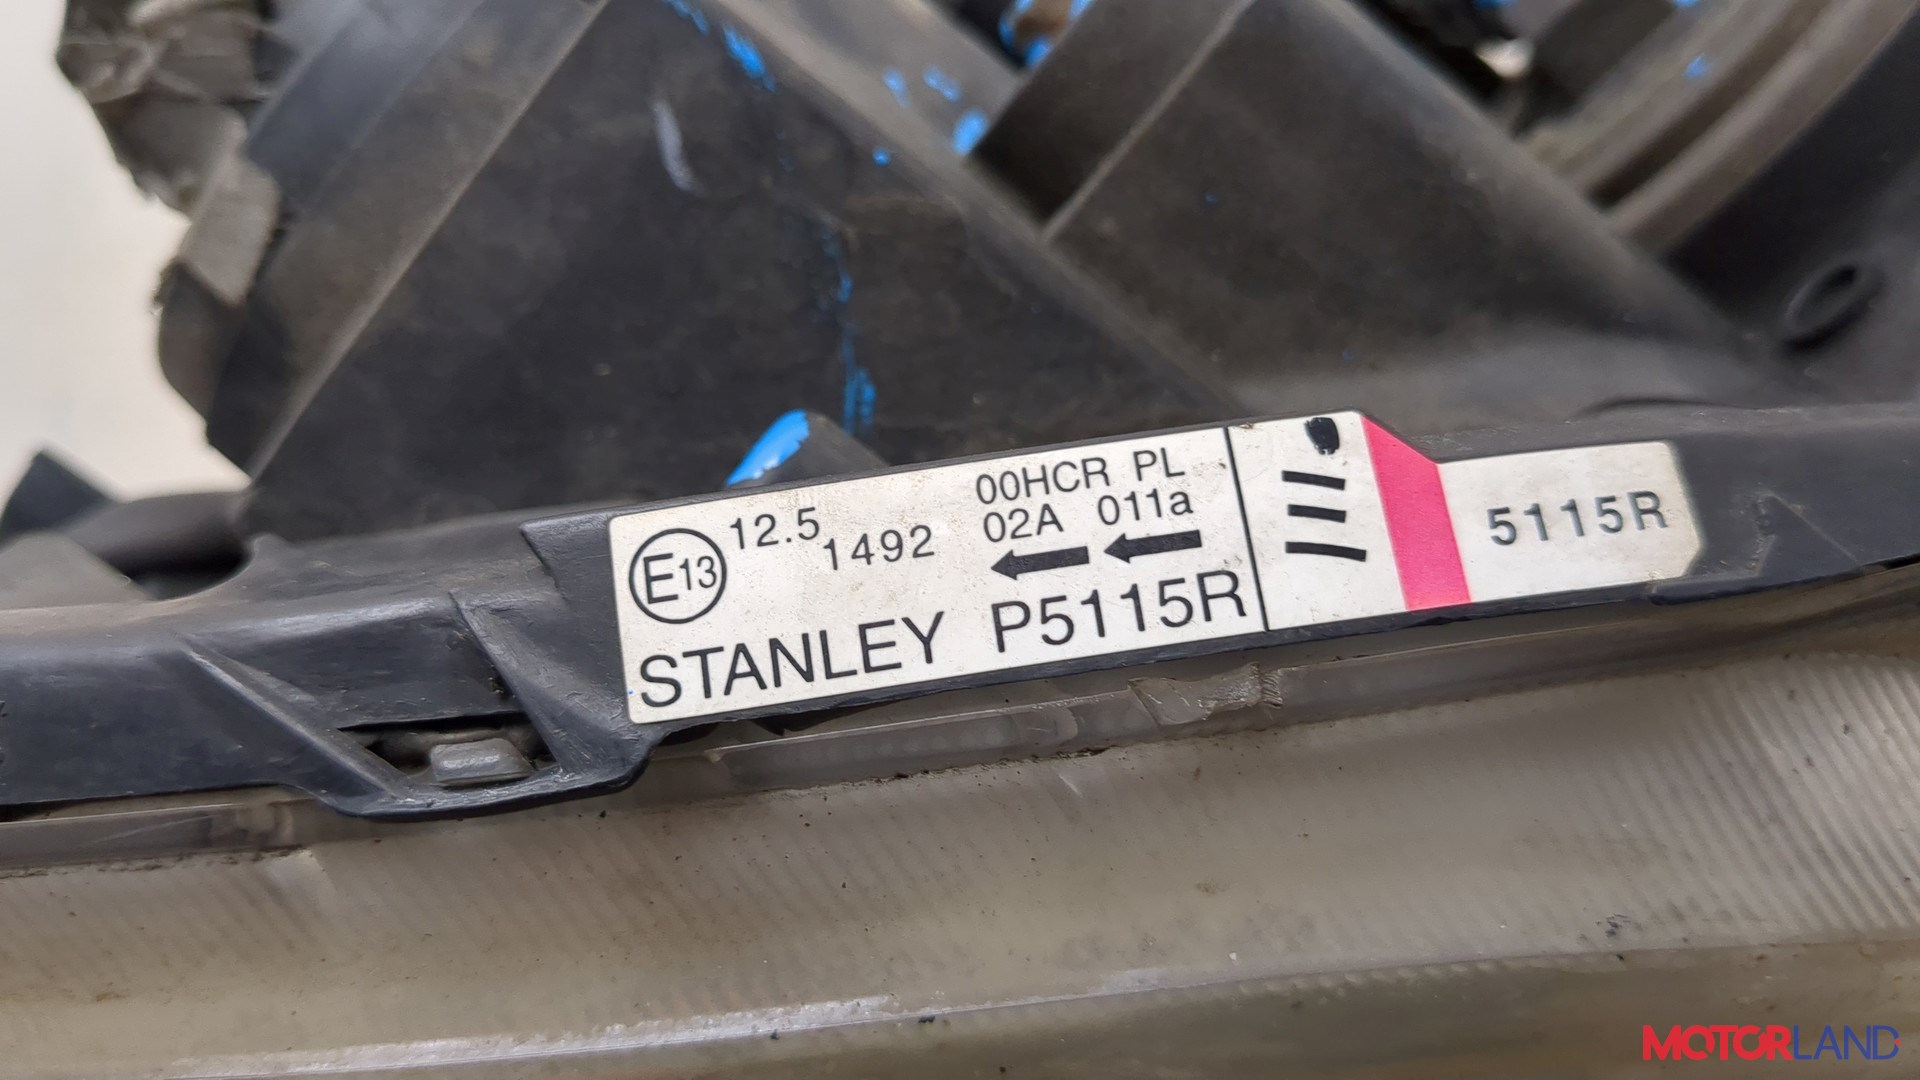 E13 12.5 1492 00HCR PL
02A 011a
STANLEY P5115R
5115R
MOTORLAND